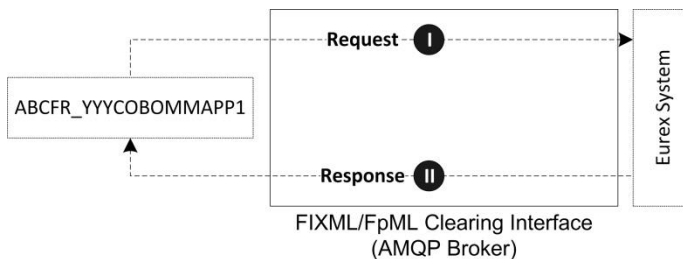 Request I
ABCFR_YYYCOBOMMAPP1
Eurex System
Response II
FIXML/FpML Clearing Interface
(AMQP Broker)